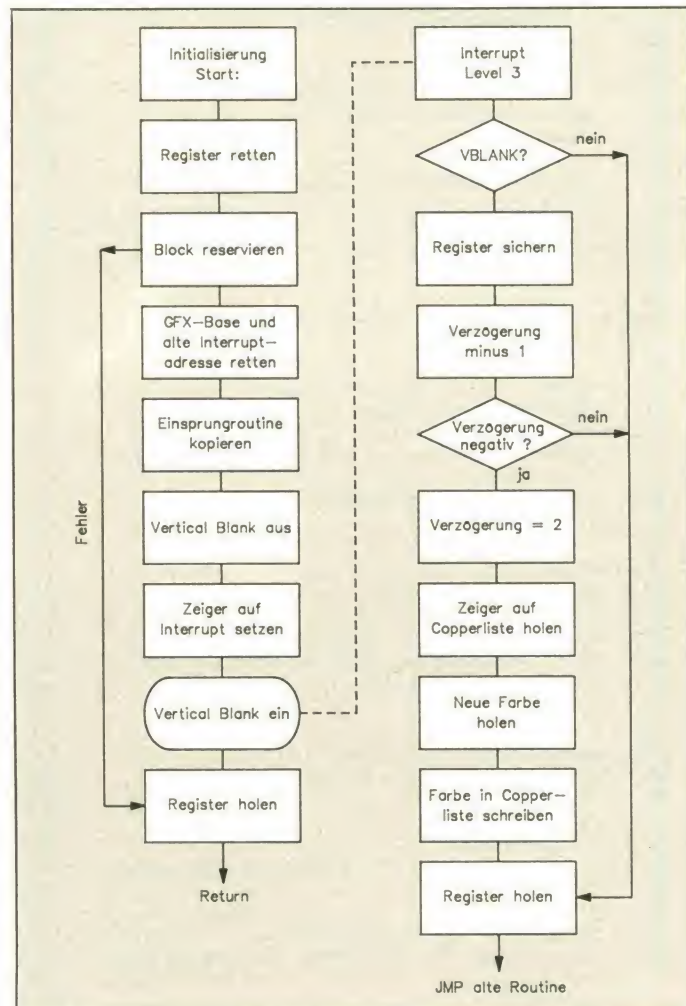 Initialisierung
Start:
Register retten
Block reservieren
GFX-Base und
alte Interrupt-
adresse retten
Einsprungroutine
kopieren
Vertical Blank aus
Zeiger auf
Interrupt setzen
Vertical Blank ein
Register holen
Return
Fehler
Interrupt
Level 3
VBLANK?
nein
Register sichern
Verzögerung
minus 1
Verzögerung
negativ ?
nein
ja
Verzögerung = 2
Zeiger auf
Copperliste holen
Neue Farbe
holen
Farbe in Copper-
liste schreiben
Register holen
JMP alte Routine